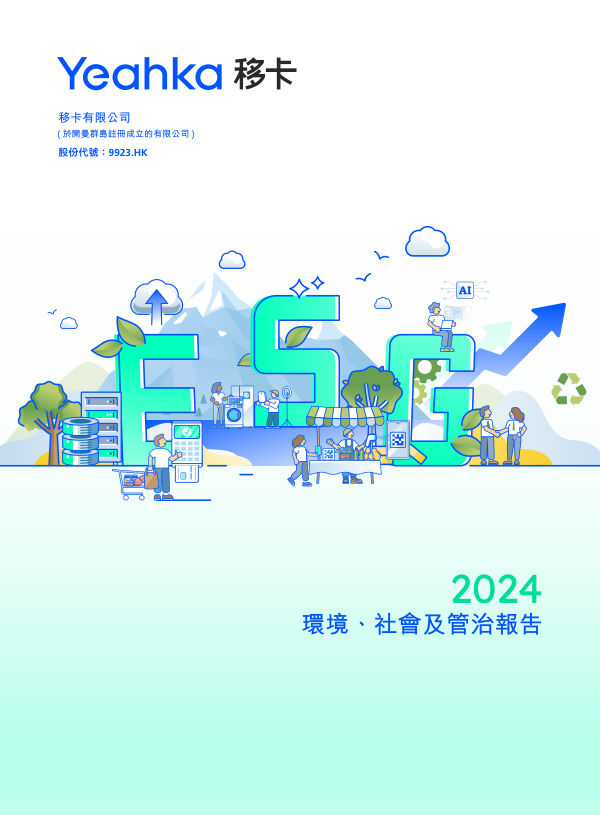 Yeahka 移卡
移卡有限公司
( 於開曼群島註冊成立的有限公司 )
股份代號：9923.HK
AI
ESG
2024
環境、社會及管治報告